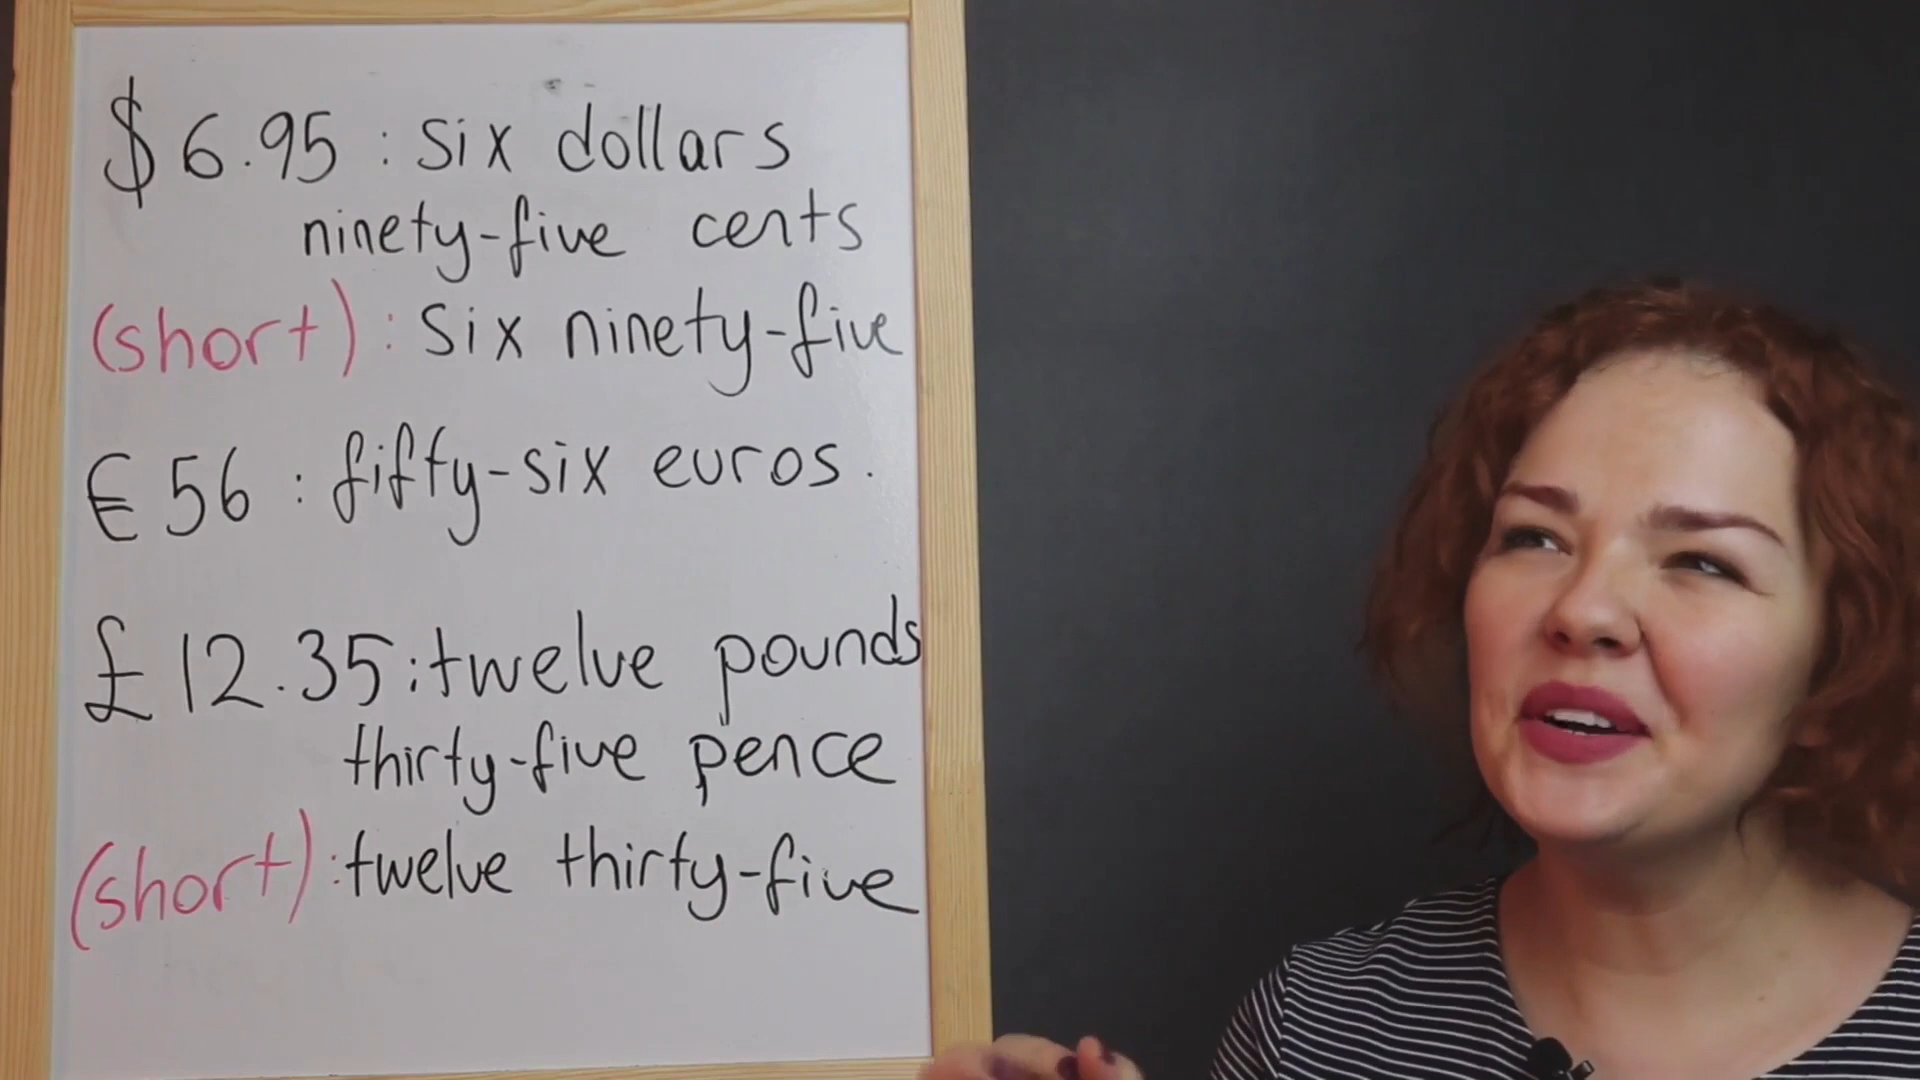 $6.95 : six dollars
ninety-five cents
(short) : six ninety-five
€56 : fifty-six euros.
£12.35 : twelve pounds
thirty-five pence
(short) : twelve thirty-five